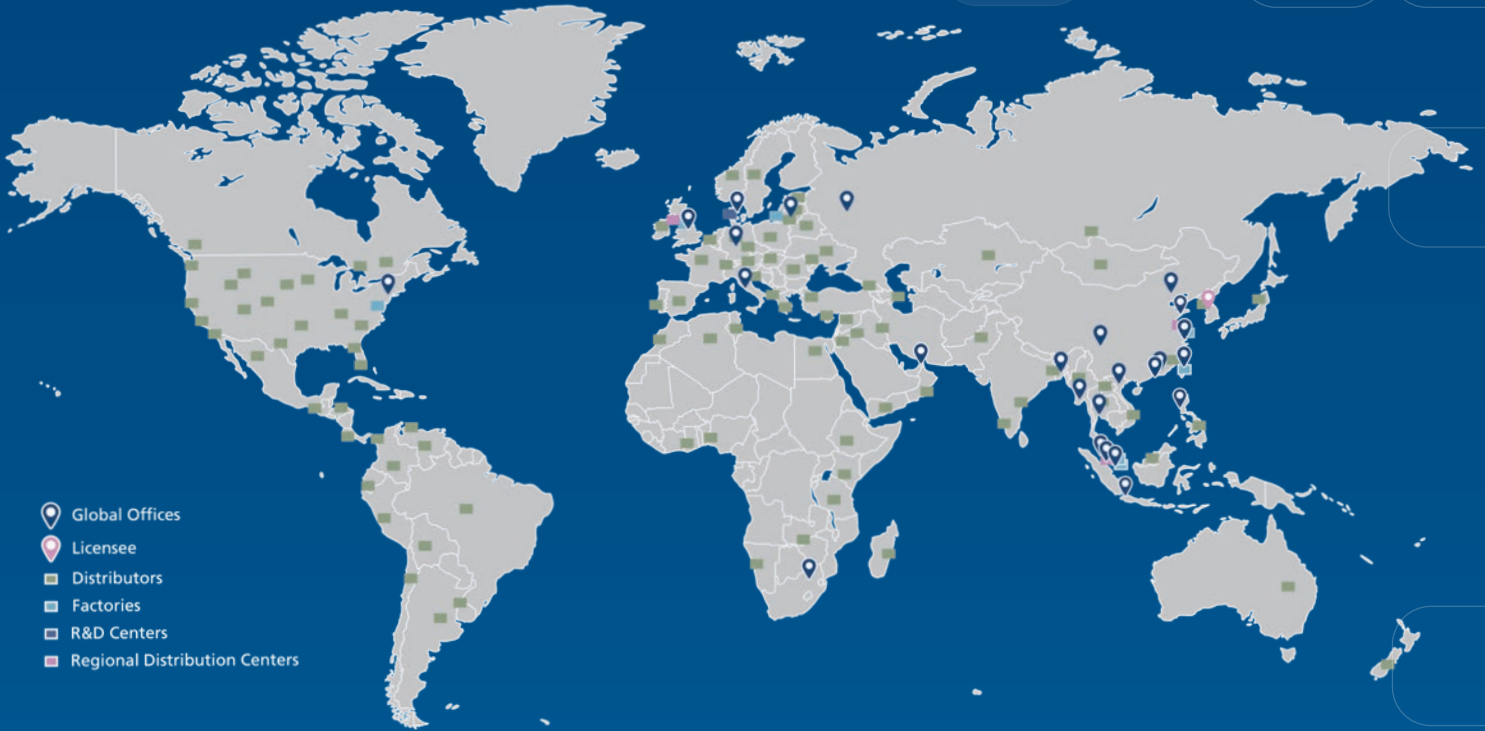 Global Offices
Licensee
Distributors
Factories
R&D Centers
Regional Distribution Centers